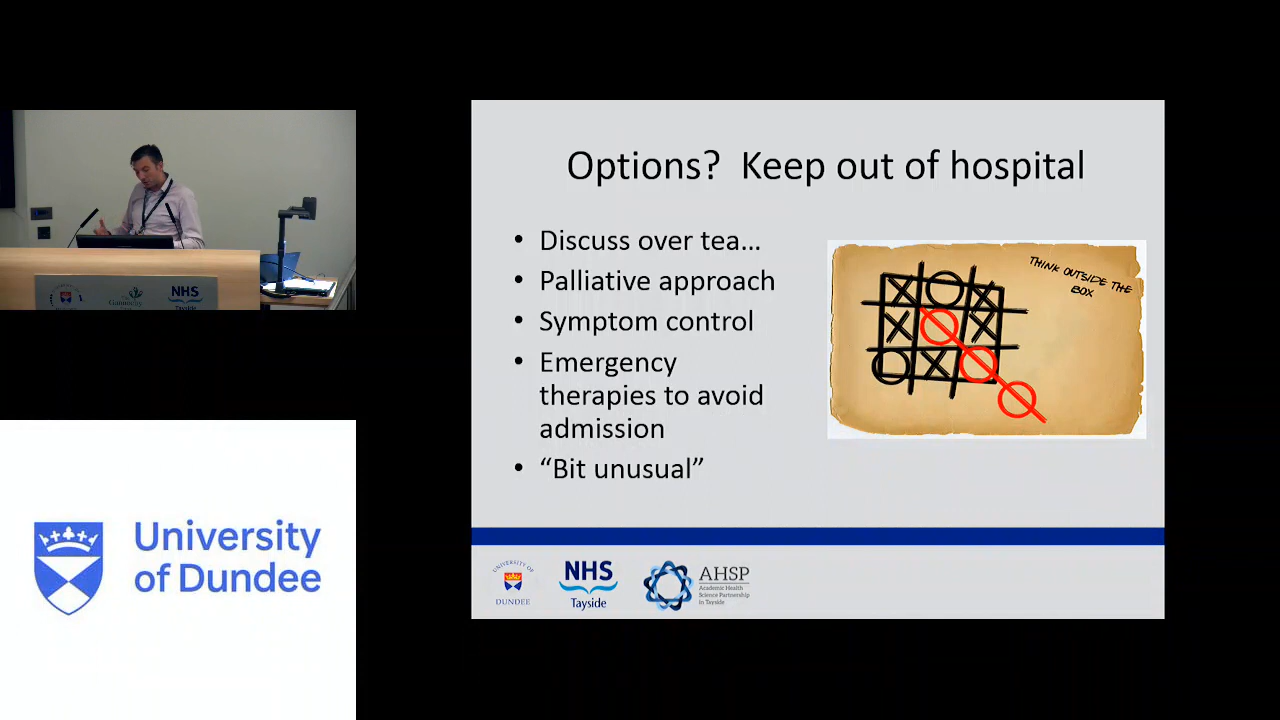 Options? Keep out of hospital
• Discuss over tea…
• Palliative approach
• Symptom control
• Emergency
therapies to avoid
admission
• “Bit unusual”
THINK OUTSIDE THE
BOX
UNIVERSITY OF
DUNDEE
NHS
Tayside
AHSP
Academic Health
Science Partnership
in Tayside
NHS
Tayside
University
of Dundee